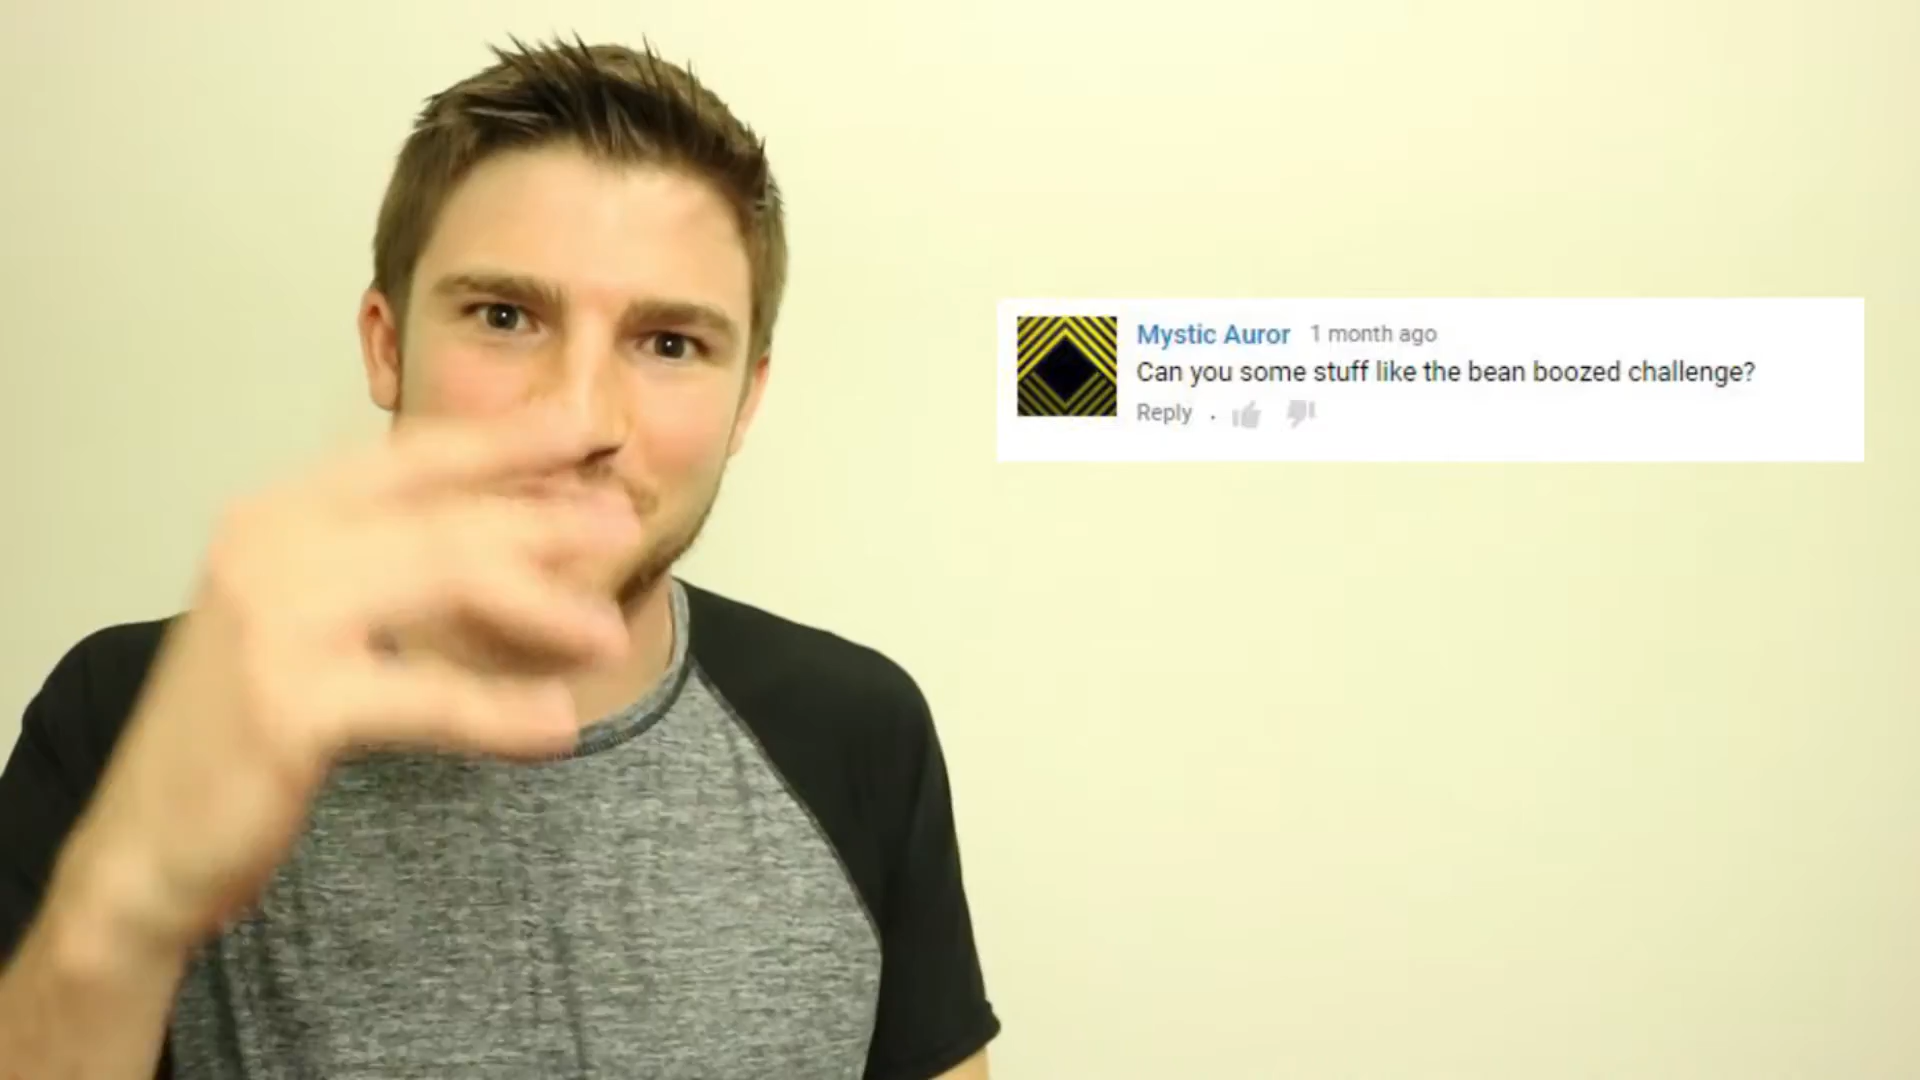 Mystic Auror 1 month ago
Can you some stuff like the bean boozed challenge?
Reply .